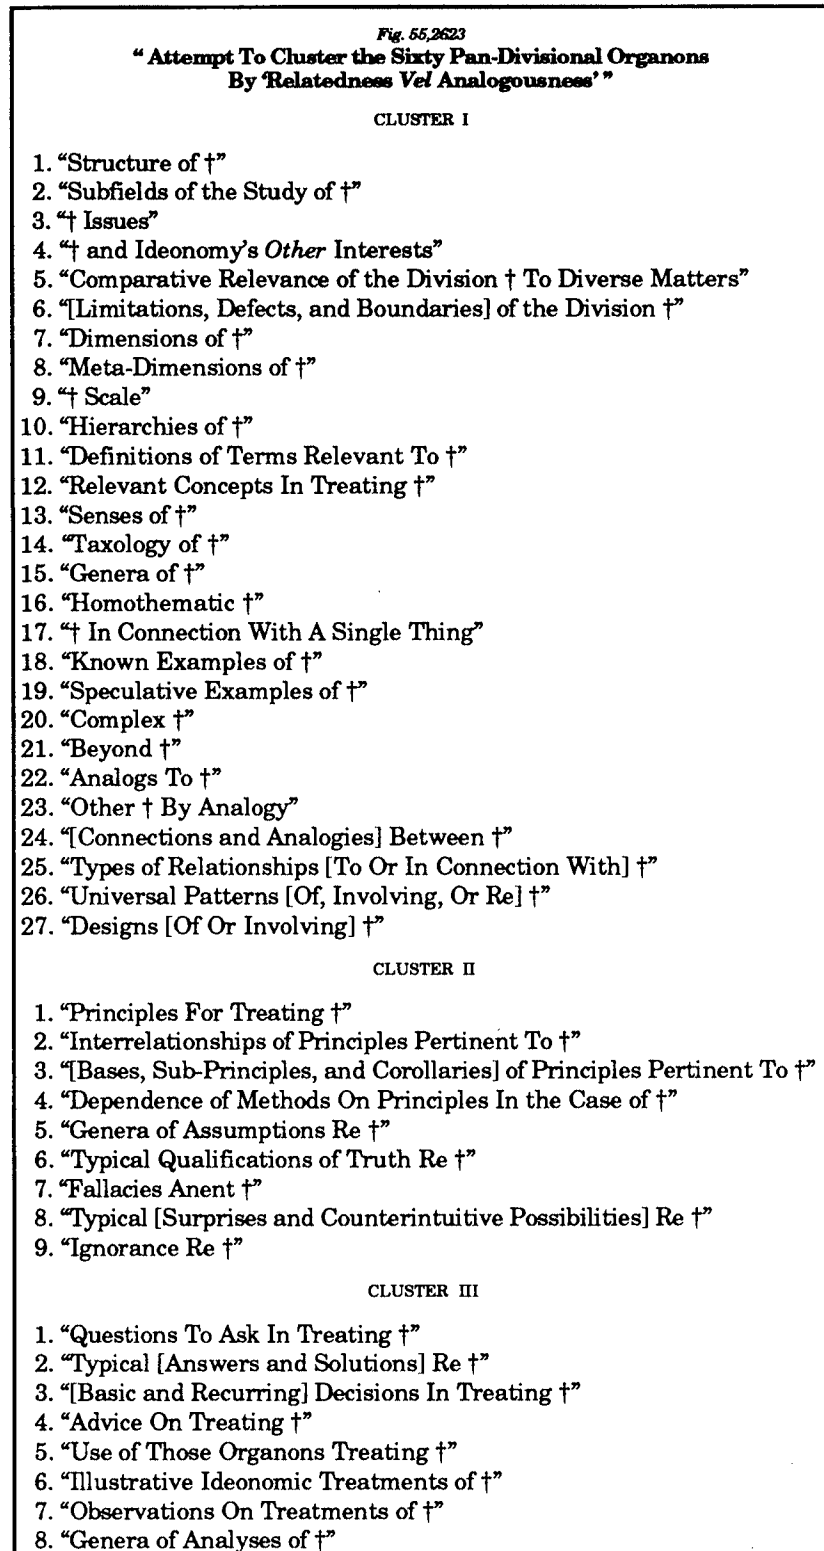 Fig. 55,2623
“Attempt To Cluster the Sixty Pan-Divisional Organons
By ‘Relatedness Vel Analogousness’”
CLUSTER I
1. “Structure of †”
2. “Subfields of the Study of †”
3. “† Issues”
4. “† and Ideonomy’s Other Interests”
5. “Comparative Relevance of the Division † To Diverse Matters”
6. “[Limitations, Defects, and Boundaries] of the Division †”
7. “Dimensions of †”
8. “Meta-Dimensions of †”
9. “† Scale”
10. “Hierarchies of †”
11. “Definitions of Terms Relevant To †”
12. “Relevant Concepts In Treating †”
13. “Senses of †”
14. “Taxology of †”
15. “Genera of †”
16. “Homothematic †”
17. “† In Connection With A Single Thing”
18. “Known Examples of †”
19. “Speculative Examples of †”
20. “Complex †”
21. “Beyond †”
22. “Analogs To †”
23. “Other † By Analogy”
24. “[Connections and Analogies] Between †”
25. “Types of Relationships [To Or In Connection With] †”
26. “Universal Patterns [Of, Involving, Or Re] †”
27. “Designs [Of Or Involving] †”
CLUSTER II
1. “Principles For Treating †”
2. “Interrelationships of Principles Pertinent To †”
3. “[Bases, Sub-Principles, and Corollaries] of Principles Pertinent To †”
4. “Dependence of Methods On Principles In the Case of †”
5. “Genera of Assumptions Re †”
6. “Typical Qualifications of Truth Re †”
7. “Fallacies Anent †”
8. “Typical [Surprises and Counterintuitive Possibilities] Re †”
9. “Ignorance Re †”
CLUSTER III
1. “Questions To Ask In Treating †”
2. “Typical [Answers and Solutions] Re †”
3. “[Basic and Recurring] Decisions In Treating †”
4. “Advice On Treating †”
5. “Use of Those Organons Treating †”
6. “Illustrative Ideonomic Treatments of †”
7. “Observations On Treatments of †”
8. “Genera of Analyses of †”